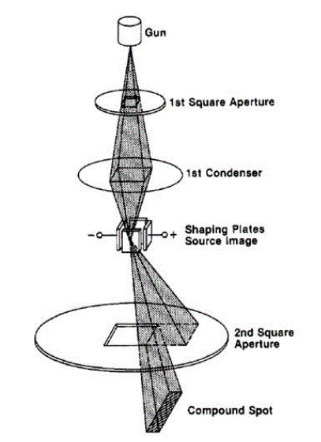 Gun
1st Square Aperture
1st Condenser
Shaping Plates
Source Image
- +
2nd Square
Aperture
Compound Spot